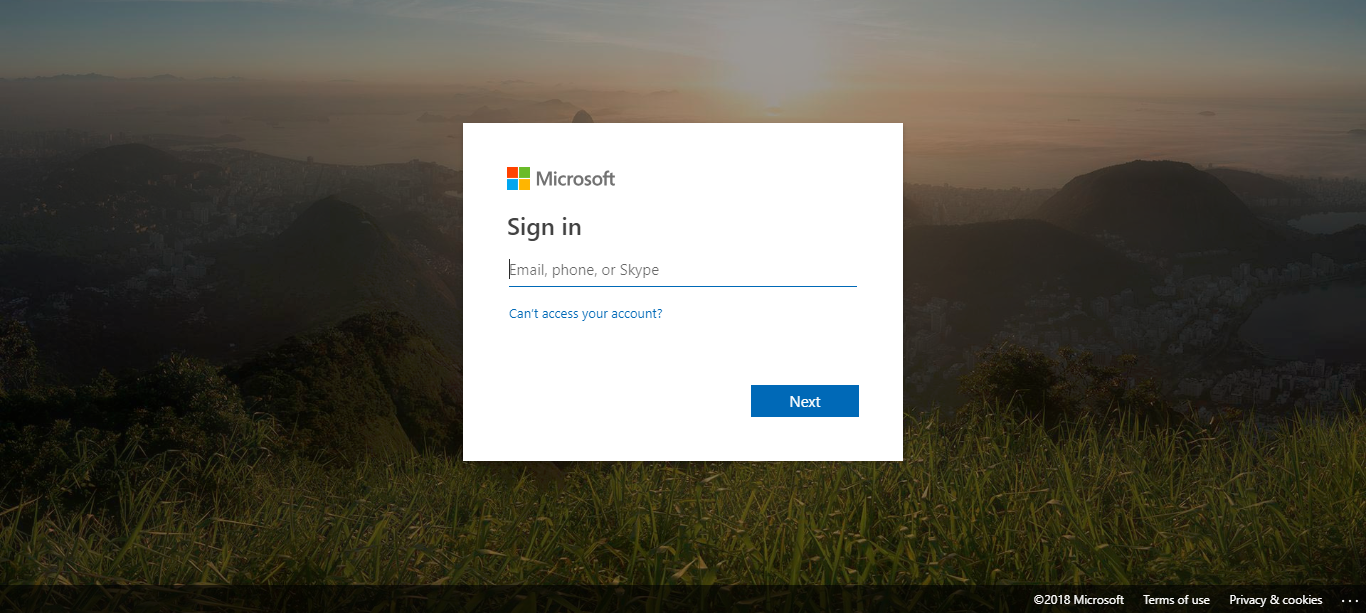 Microsoft
Sign in
Email, phone, or Skype
Can't access your account?
Next
©2018 Microsoft Terms of use Privacy & cookies ...